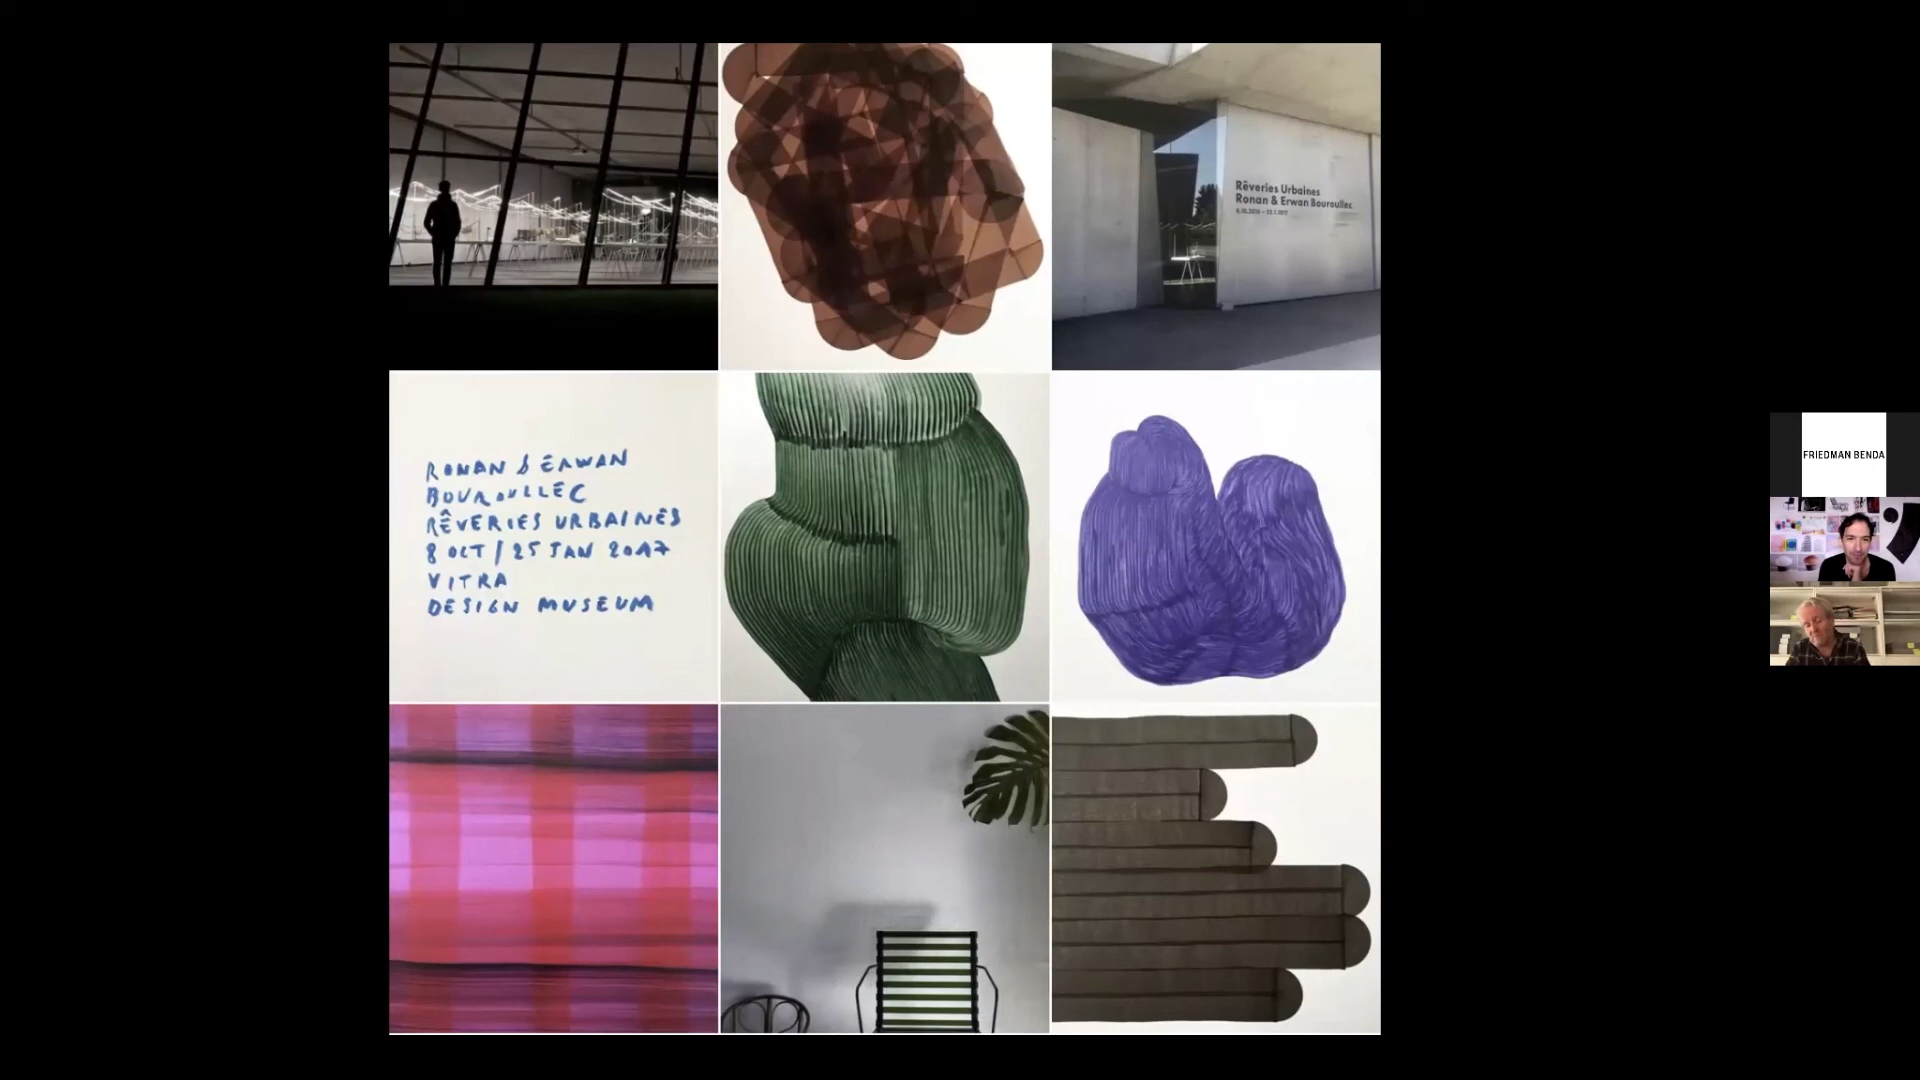 Rêveries Urbaines
Ronan & Erwan Bouroullec
RONAN & ERWAN
BOUROULLEC
RÊVERIES URBAINES
8 OCT / 25 JAN 2017
VITRA
DESIGN MUSEUM
FRIEDMAN BENDA